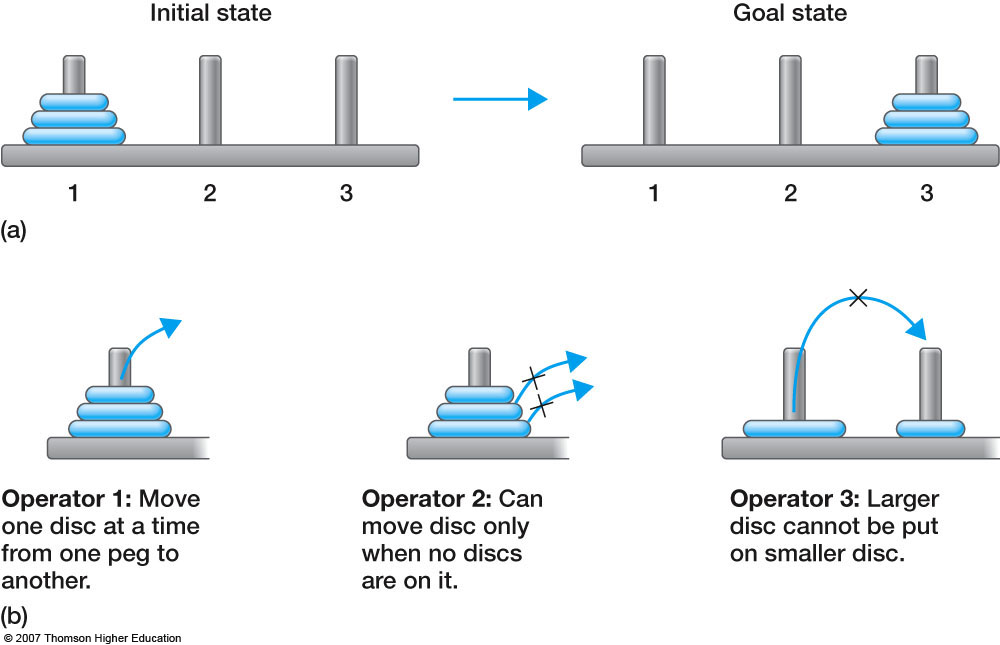 Initial state
Goal state
1 2 3
1 2 3
(a)
Operator 1: Move
one disc at a time
from one peg to
another.
Operator 2: Can
move disc only
when no discs
are on it.
Operator 3: Larger
disc cannot be put
on smaller disc.
(b)
© 2007 Thomson Higher Education